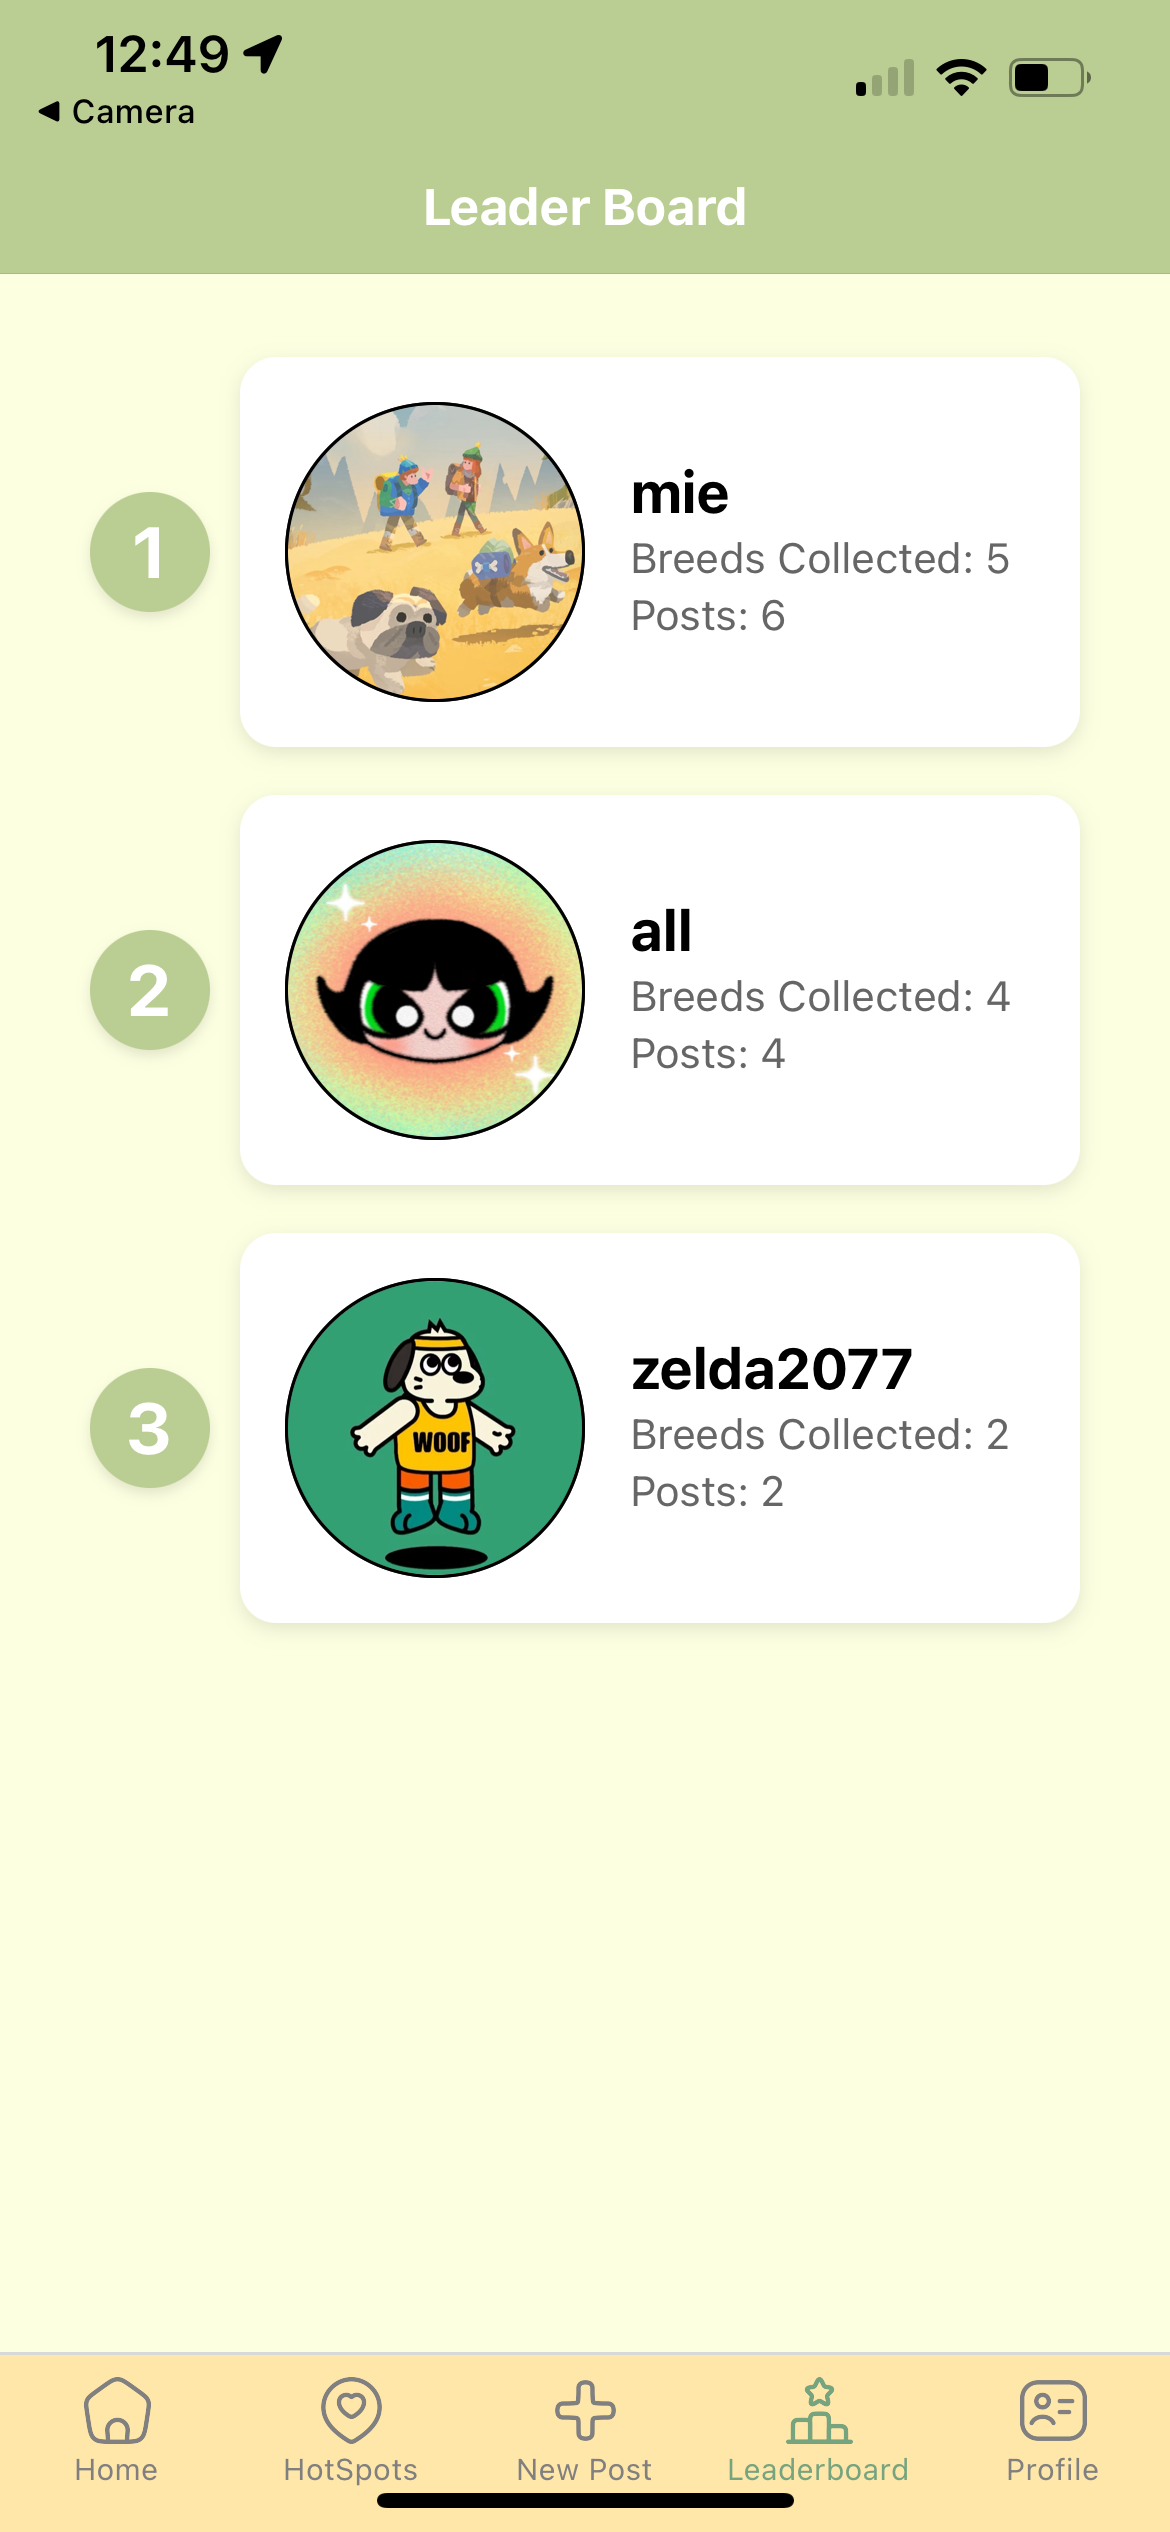 12:49
◀ Camera
Leader Board
1
mie
Breeds Collected: 5
Posts: 6
2
all
Breeds Collected: 4
Posts: 4
3
WOOF
zelda2077
Breeds Collected: 2
Posts: 2
Home
HotSpots
New Post
Leaderboard
Profile